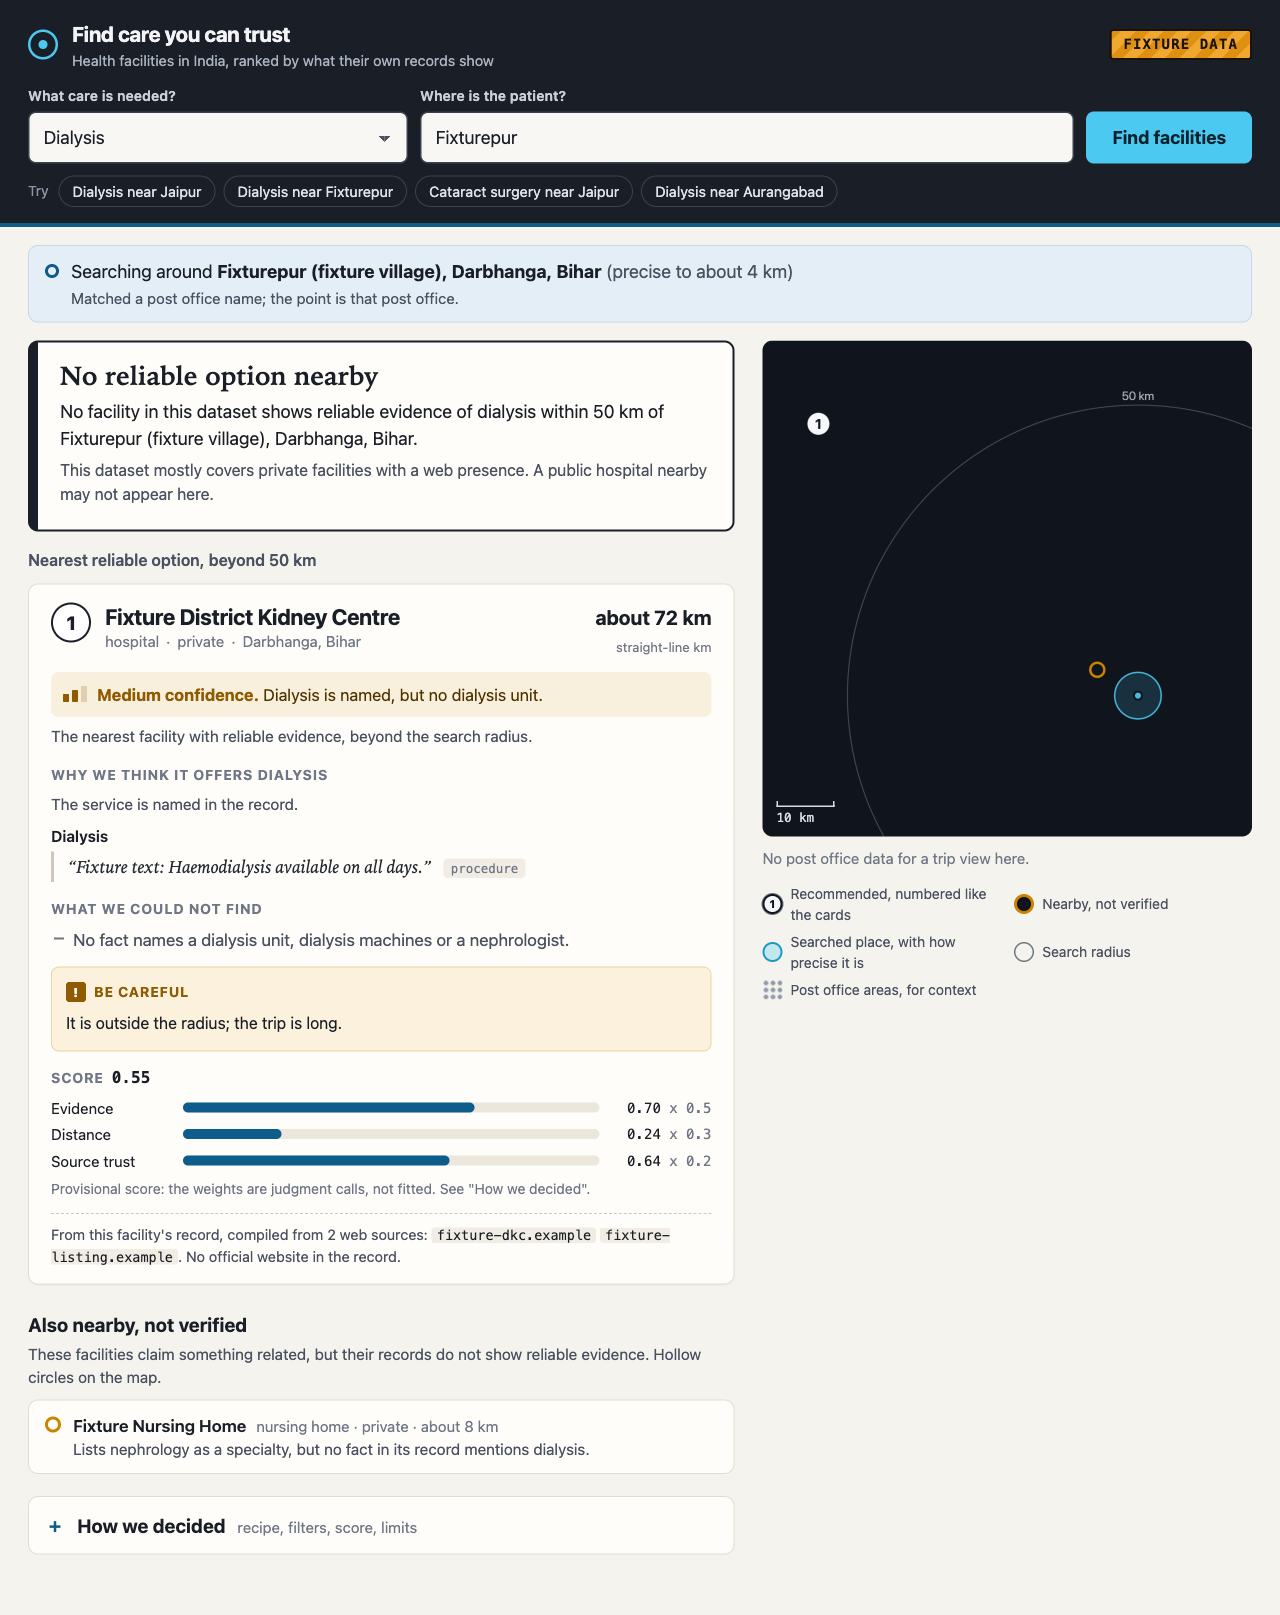 Find care you can trust
Health facilities in India, ranked by what their own records show
FIXTURE DATA
What care is needed?
Where is the patient?
Dialysis
Fixturepur
Find facilities
Try
Dialysis near Jaipur
Dialysis near Fixturepur
Cataract surgery near Jaipur
Dialysis near Aurangabad
Searching around Fixturepur (fixture village), Darbhanga, Bihar (precise to about 4 km)
Matched a post office name; the point is that post office.
No reliable option nearby
No facility in this dataset shows reliable evidence of dialysis within 50 km of
Fixturepur (fixture village), Darbhanga, Bihar.
This dataset mostly covers private facilities with a web presence. A public hospital nearby
may not appear here.
Nearest reliable option, beyond 50 km
1
Fixture District Kidney Centre
about 72 km
hospital · private · Darbhanga, Bihar
straight-line km
Medium confidence. Dialysis is named, but no dialysis unit.
The nearest facility with reliable evidence, beyond the search radius.
WHY WE THINK IT OFFERS DIALYSIS
The service is named in the record.
Dialysis
“Fixture text: Haemodialysis available on all days.” procedure
WHAT WE COULD NOT FIND
– No fact names a dialysis unit, dialysis machines or a nephrologist.
! BE CAREFUL
It is outside the radius; the trip is long.
SCORE 0.55
Evidence 0.70 x 0.5
Distance 0.24 x 0.3
Source trust 0.64 x 0.2
Provisional score: the weights are judgment calls, not fitted. See "How we decided".
From this facility's record, compiled from 2 web sources: fixture-dkc.example fixture-
listing.example. No official website in the record.
Also nearby, not verified
These facilities claim something related, but their records do not show reliable evidence. Hollow
circles on the map.
Fixture Nursing Home nursing home · private · about 8 km
Lists nephrology as a specialty, but no fact in its record mentions dialysis.
+ How we decided recipe, filters, score, limits
50 km
1
10 km
No post office data for a trip view here.
1 Recommended, numbered like
the cards
Nearby, not verified
Searched place, with how
precise it is
Search radius
Post office areas, for context